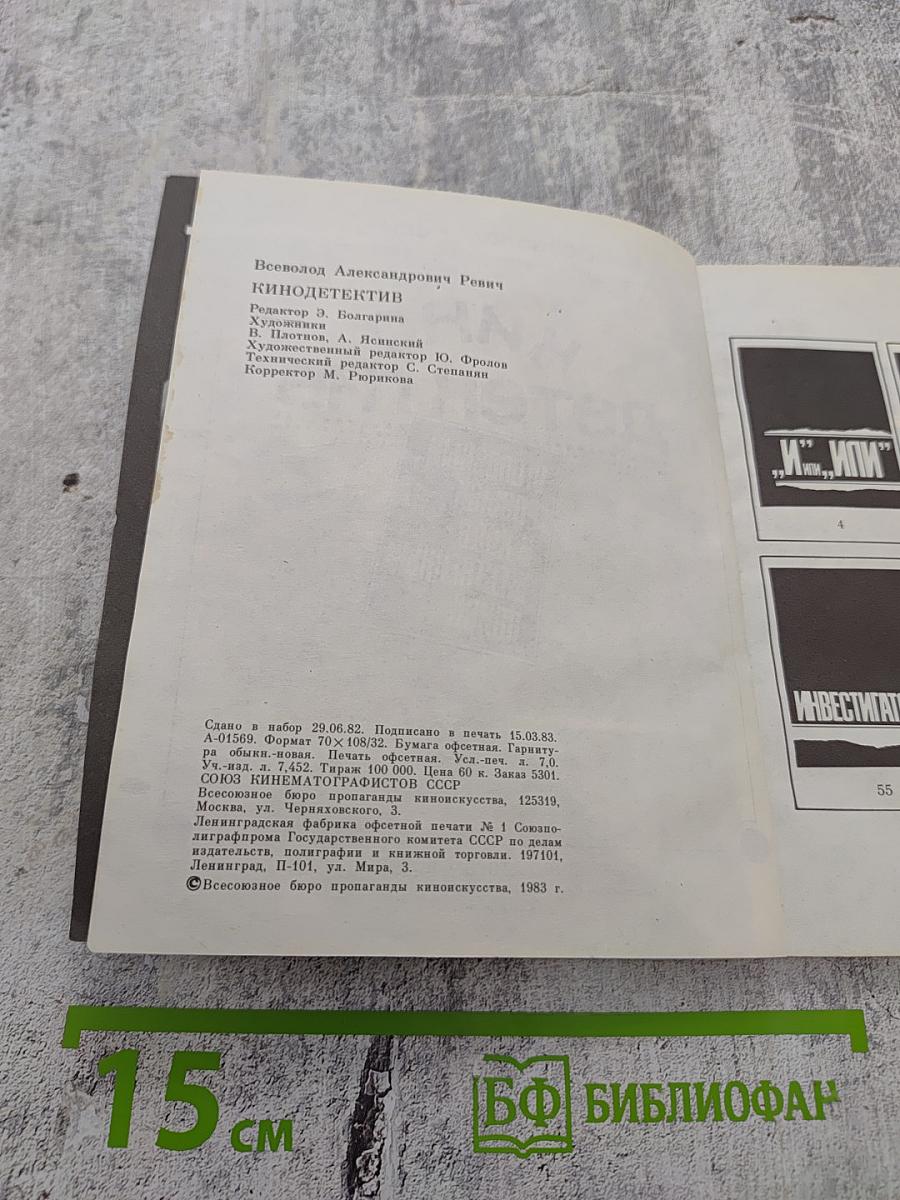 Всеволод Александрович Ревич
КИНОДЕТЕКТИВ
Редактор Э. Болгарина
Художники
В. Плотнов, А. Ясинский
Художественный редактор Ю. Фролов
Технический редактор С. Степанян
Корректор М. Рюрикова
Сдано в набор 29.06.82. Подписано в печать 15.03.83.
А-01569. Формат 70×108/32. Бумага офсетная. Гарниту-
ра обыкн.-новая. Печать офсетная. Усл.-печ. л. 7,0.
Уч.-изд. л. 7,452. Тираж 100 000. Цена 60 к. Заказ 5301.
СОЮЗ КИНЕМАТОГРАФИСТОВ СССР
Всесоюзное бюро пропаганды киноискусства, 125319,
Москва, ул. Черняховского, 3.
Ленинградская фабрика офсетной печати № 1 Союзпо-
лиграфпрома Государственного комитета СССР по делам
издательств, полиграфии и книжной торговли. 197101,
Ленинград, П-101, ул. Мира, 3.
©Всесоюзное бюро пропаганды киноискусства, 1983 г.
„И" или „ИЛИ"
4
ИНВЕСТИГАТ
55
15 см
БФ БИБЛИОФАН